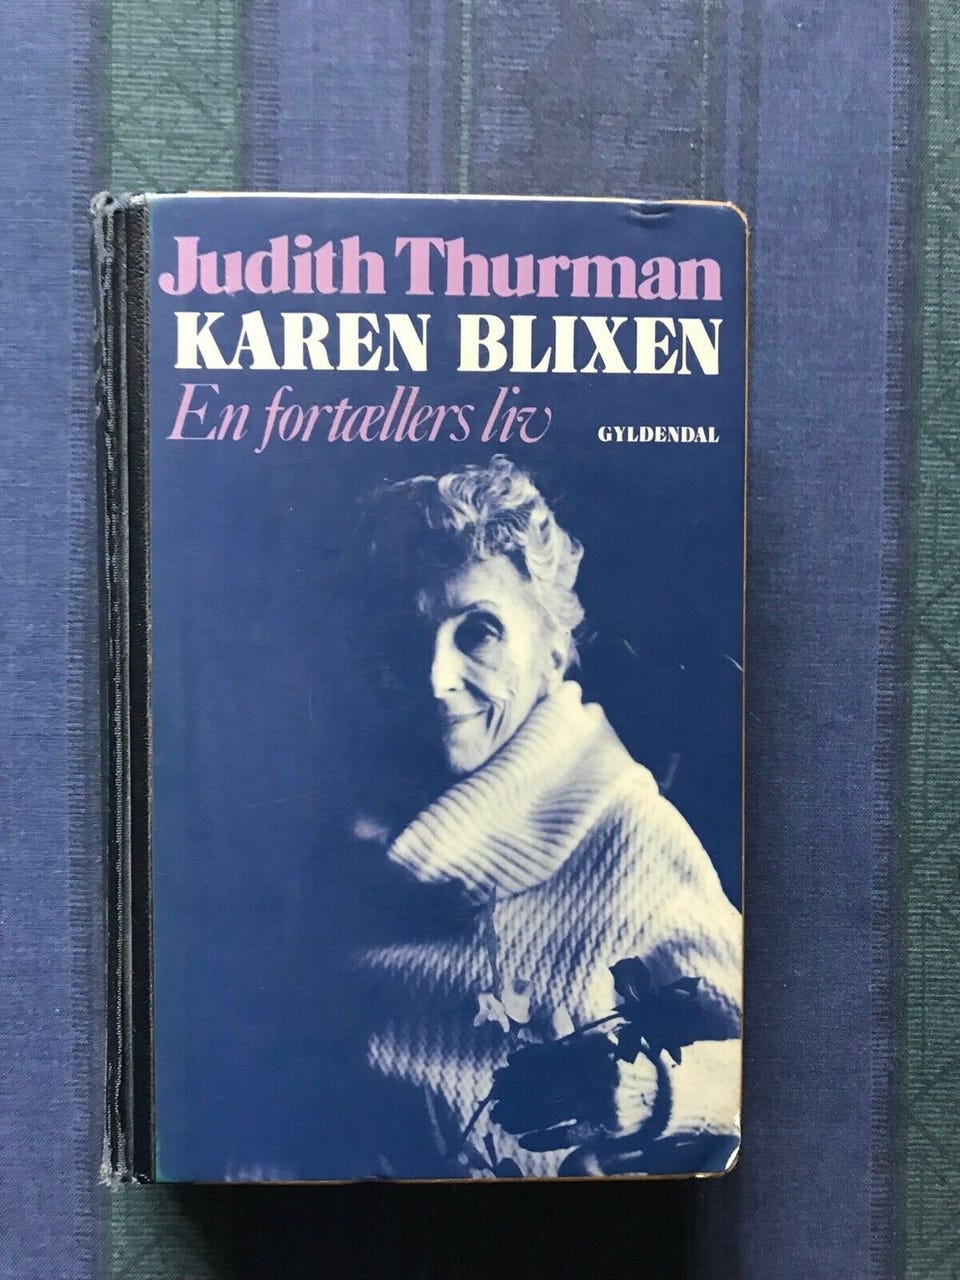 Judith Thurman
KAREN BLIXEN
En fortællers liv
GYLDENDAL